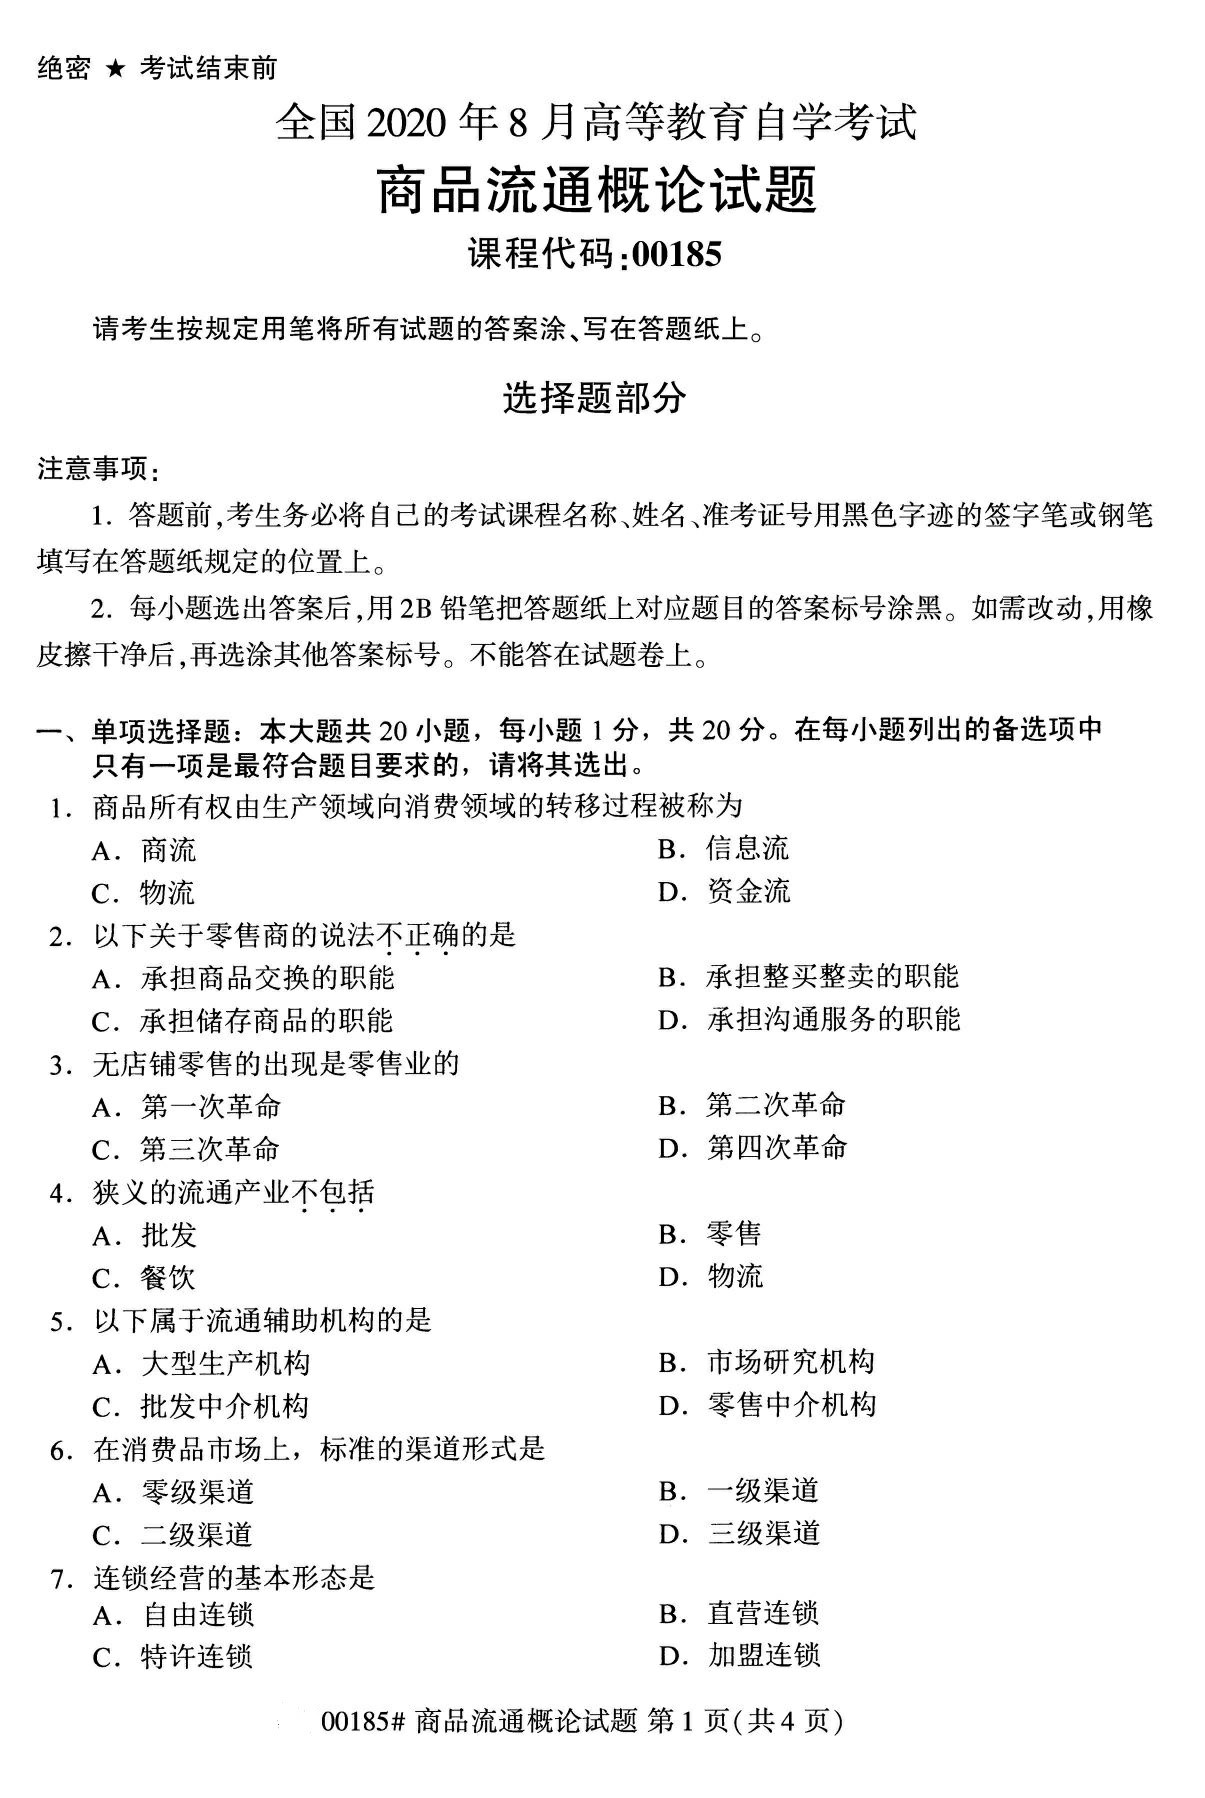 绝密 ★ 考试结束前
全国 2020 年 8 月高等教育自学考试
商品流通概论试题
课程代码:00185
请考生按规定用笔将所有试题的答案涂、写在答题纸上。
选择题部分
注意事项:
1. 答题前,考生务必将自己的考试课程名称、姓名、准考证号用黑色字迹的签字笔或钢笔
填写在答题纸规定的位置上。
2. 每小题选出答案后,用 2B 铅笔把答题纸上对应题目的答案标号涂黑。如需改动,用橡
皮擦干净后,再选涂其他答案标号。不能答在试题卷上。
一、单项选择题：本大题共 20 小题，每小题 1 分，共 20 分。在每小题列出的备选项中
只有一项是最符合题目要求的，请将其选出。
1. 商品所有权由生产领域向消费领域的转移过程被称为
A. 商流 B. 信息流
C. 物流 D. 资金流
2. 以下关于零售商的说法不正确的是
A. 承担商品交换的职能 B. 承担整买整卖的职能
C. 承担储存商品的职能 D. 承担沟通服务的职能
3. 无店铺零售的出现是零售业的
A. 第一次革命 B. 第二次革命
C. 第三次革命 D. 第四次革命
4. 狭义的流通产业不包括
A. 批发 B. 零售
C. 餐饮 D. 物流
5. 以下属于流通辅助机构的是
A. 大型生产机构 B. 市场研究机构
C. 批发中介机构 D. 零售中介机构
6. 在消费品市场上，标准的渠道形式是
A. 零级渠道 B. 一级渠道
C. 二级渠道 D. 三级渠道
7. 连锁经营的基本形态是
A. 自由连锁 B. 直营连锁
C. 特许连锁 D. 加盟连锁
00185# 商品流通概论试题 第 1 页(共 4 页)